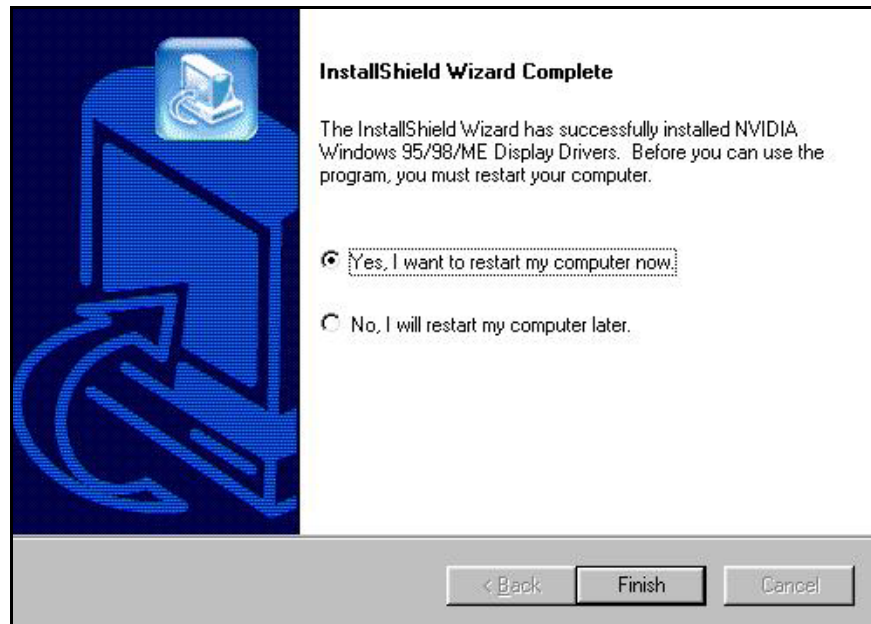 InstallShield Wizard Complete
The InstallShield Wizard has successfully installed NVIDIA
Windows 95/98/ME Display Drivers.  Before you can use the
program, you must restart your computer.
Yes, I want to restart my computer now.
No, I will restart my computer later.
< Back Finish Cancel